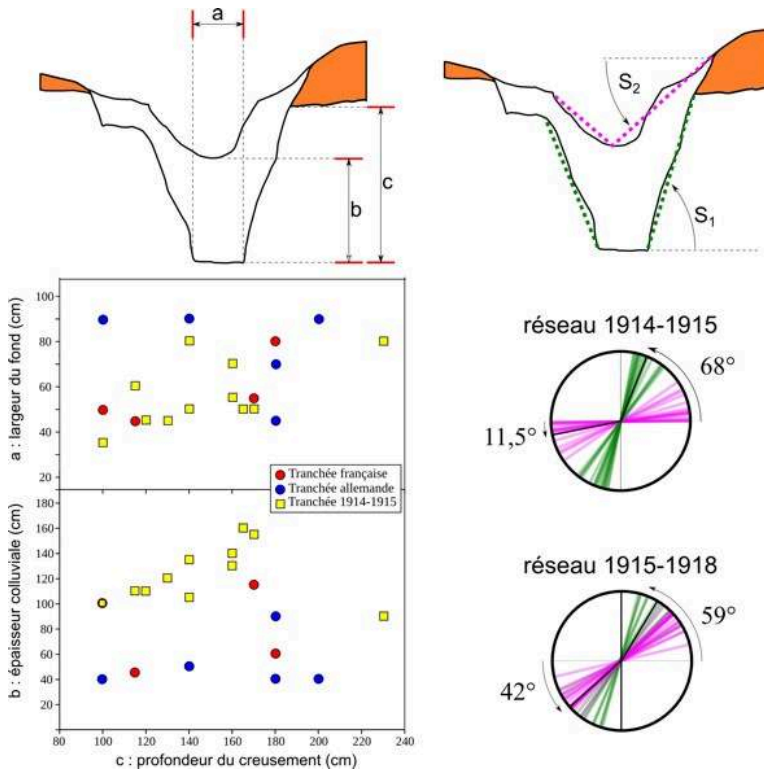 a
b
c
S2
S1
a : largeur du fond (cm)
100
80
60
40
20
Tranchée française
Tranchée allemande
Tranchée 1914-1915
b : épaisseur colluviale (cm)
180
160
140
120
100
80
60
40
20
80 100 120 140 160 180 200 220 240
c : profondeur du creusement (cm)
réseau 1914-1915
68°
11,5°
réseau 1915-1918
59°
42°